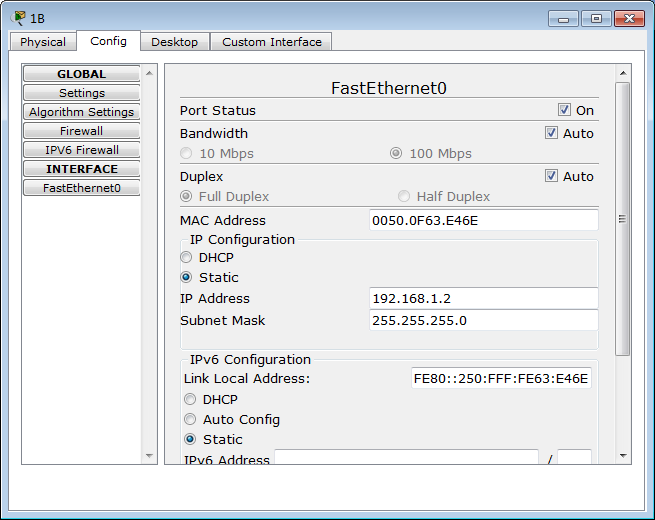 1B
Physical Config Desktop Custom Interface
GLOBAL
Settings
Algorithm Settings
Firewall
IPV6 Firewall
INTERFACE
FastEthernet0
FastEthernet0
Port Status On
Bandwidth Auto
10 Mbps 100 Mbps
Duplex Auto
Full Duplex Half Duplex
MAC Address 0050.0F63.E46E
IP Configuration
DHCP
Static
IP Address 192.168.1.2
Subnet Mask 255.255.255.0
IPv6 Configuration
Link Local Address: FE80::250:FFF:FE63:E46E
DHCP
Auto Config
Static
IPv6 Address /